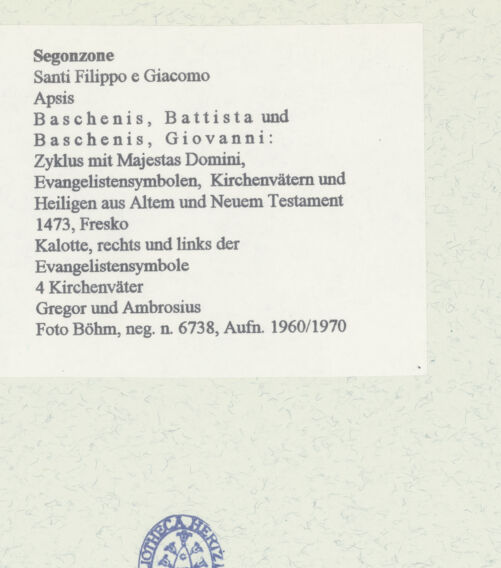 Segonzone
Santi Filippo e Giacomo
Apsis
Baschenis, Battista und
Baschenis, Giovanni:
Zyklus mit Majestas Domini,
Evangelistensymbolen, Kirchenvätern und
Heiligen aus Altem und Neuem Testament
1473, Fresko
Kalotte, rechts und links der
Evangelistensymbole
4 Kirchenväter
Gregor und Ambrosius
Foto Böhm, neg. n. 6738, Aufn. 1960/1970
BIBLIOTHECA HERTZ